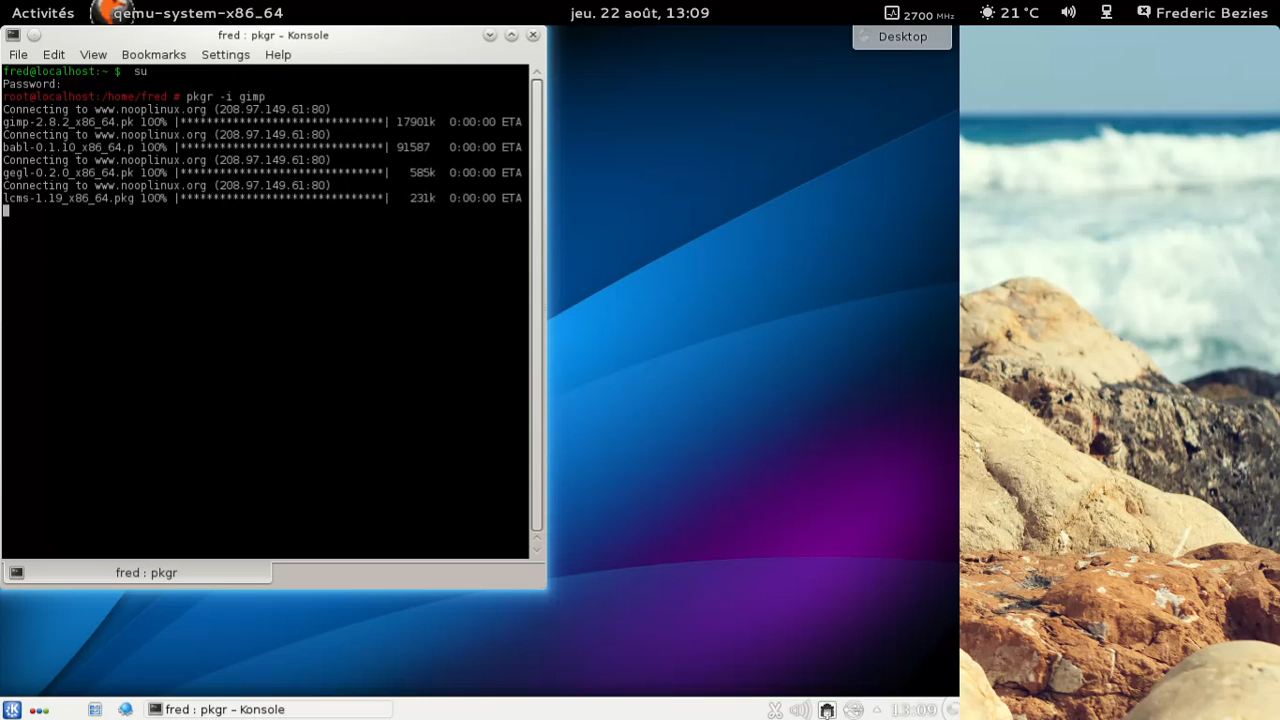 Activités qemu-system-x86_64 jeu. 22 août, 13:09 2700 MHz 21 °C Frederic Bezies
fred : pkgr – Konsole
Desktop
File Edit View Bookmarks Settings Help
fred@localhost:~ $ su
Password:
root@localhost:/home/fred # pkgr -i gimp
Connecting to www.nooplinux.org (208.97.149.61:80)
gimp-2.8.2_x86_64.pk 100% |*******************************| 17901k 0:00:00 ETA
Connecting to www.nooplinux.org (208.97.149.61:80)
babl-0.1.10_x86_64.p 100% |*******************************| 91587 0:00:00 ETA
Connecting to www.nooplinux.org (208.97.149.61:80)
gegl-0.2.0_x86_64.pk 100% |*******************************| 585k 0:00:00 ETA
Connecting to www.nooplinux.org (208.97.149.61:80)
lcms-1.19_x86_64.pkg 100% |*******************************| 231k 0:00:00 ETA
fred : pkgr
fred : pkgr – Konsole 13:09